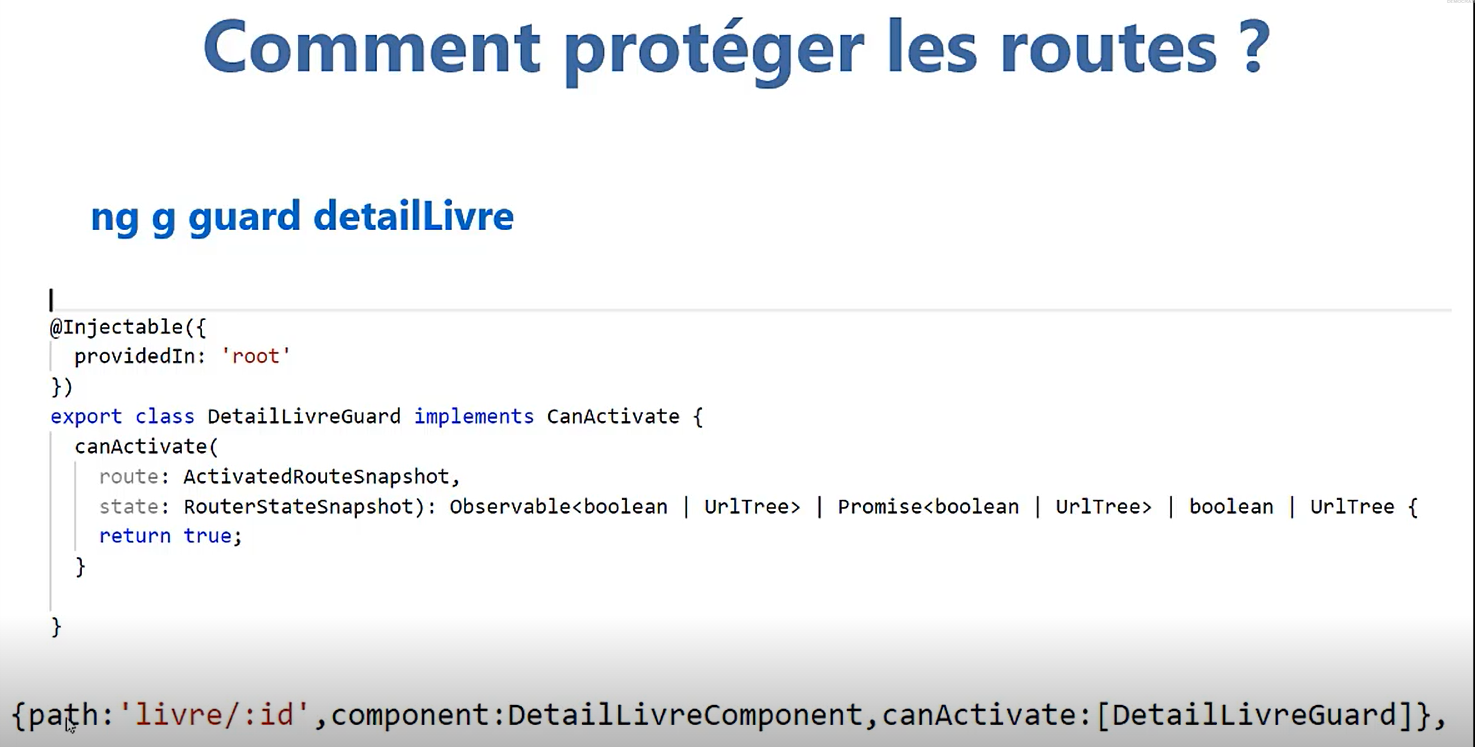 Comment protéger les routes ?
ng g guard detailLivre
@Injectable({
  providedIn: 'root'
})
export class DetailLivreGuard implements CanActivate {
  canActivate(
    route: ActivatedRouteSnapshot,
    state: RouterStateSnapshot): Observable<boolean | UrlTree> | Promise<boolean | UrlTree> | boolean | UrlTree {
    return true;
  }
}
{path:'livre/:id',component:DetailLivreComponent,canActivate:[DetailLivreGuard]},